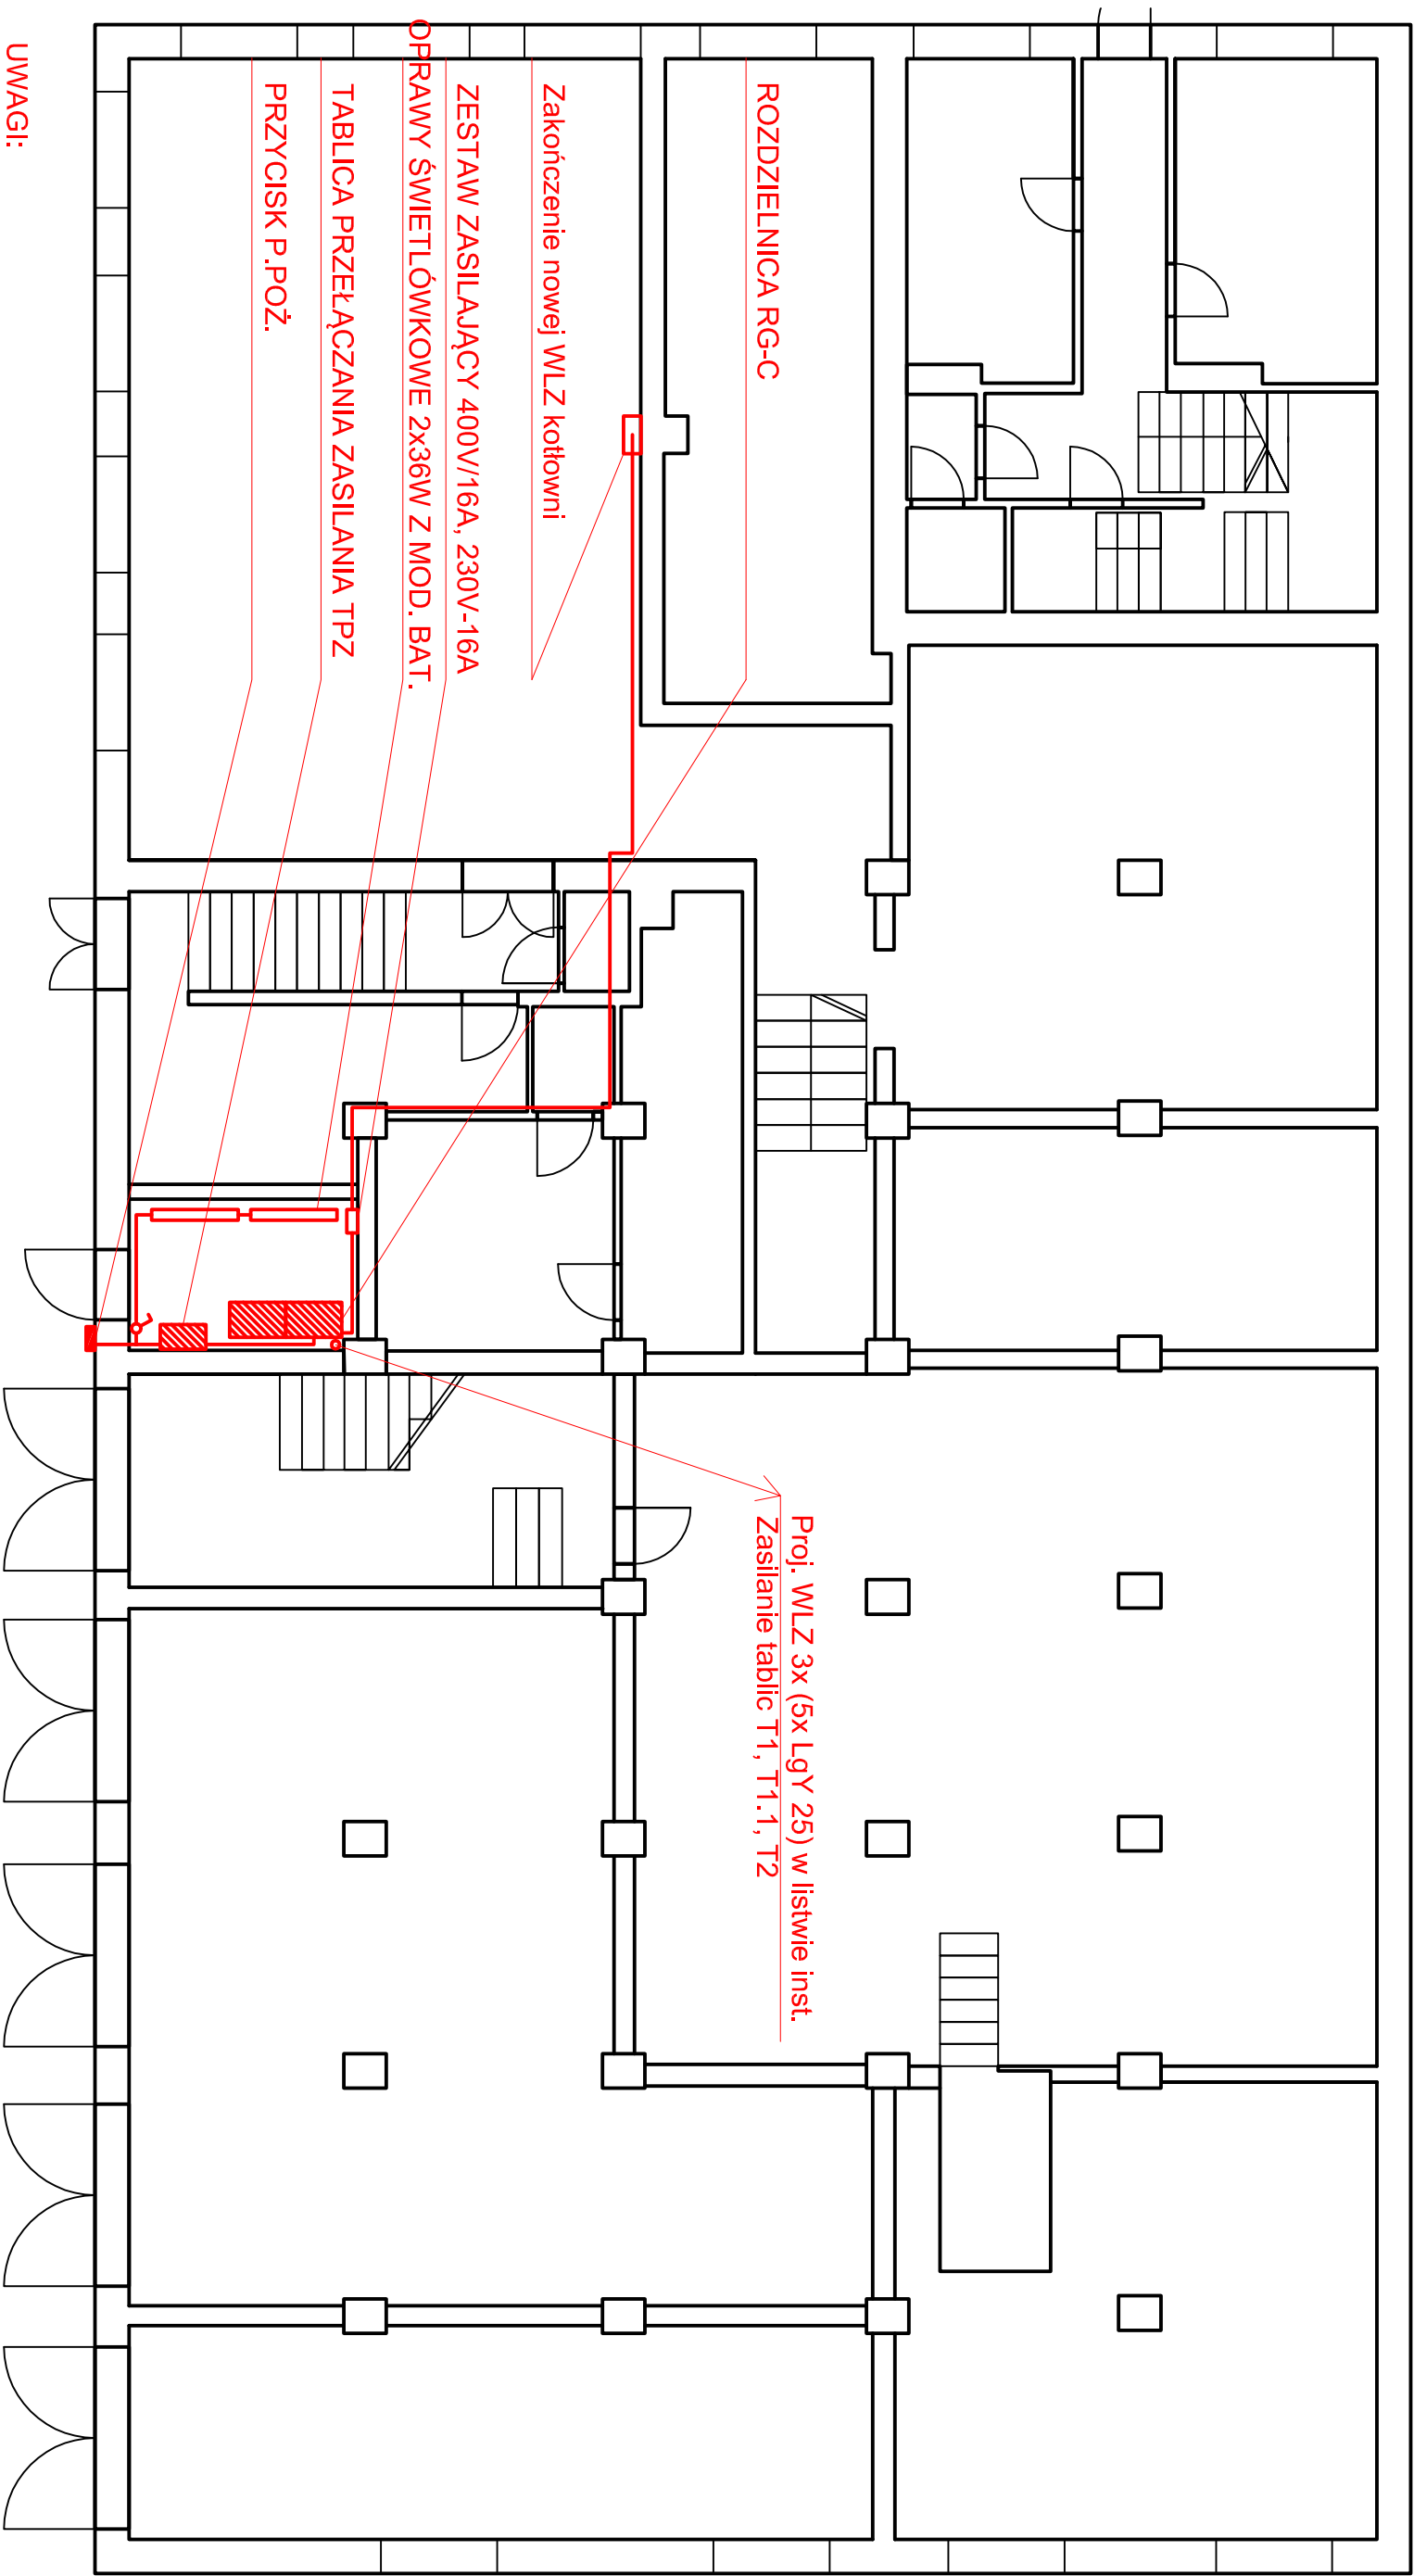 ROZDZIELNICA RG-C
Zakończenie nowej WLZ kotłowni
ZESTAW ZASILAJĄCY 400V/16A, 230V-16A
OPRAWY ŚWIETLÓWKOWE 2x36W Z MOD. BAT.
TABLICA PRZEŁĄCZANIA ZASILANIA TPZ
PRZYCISK P.POŻ.
Proj. WLZ 3x (5x LgY 25) w listwie inst.
Zasilanie tablic T1, T1.1, T2
UWAGI: